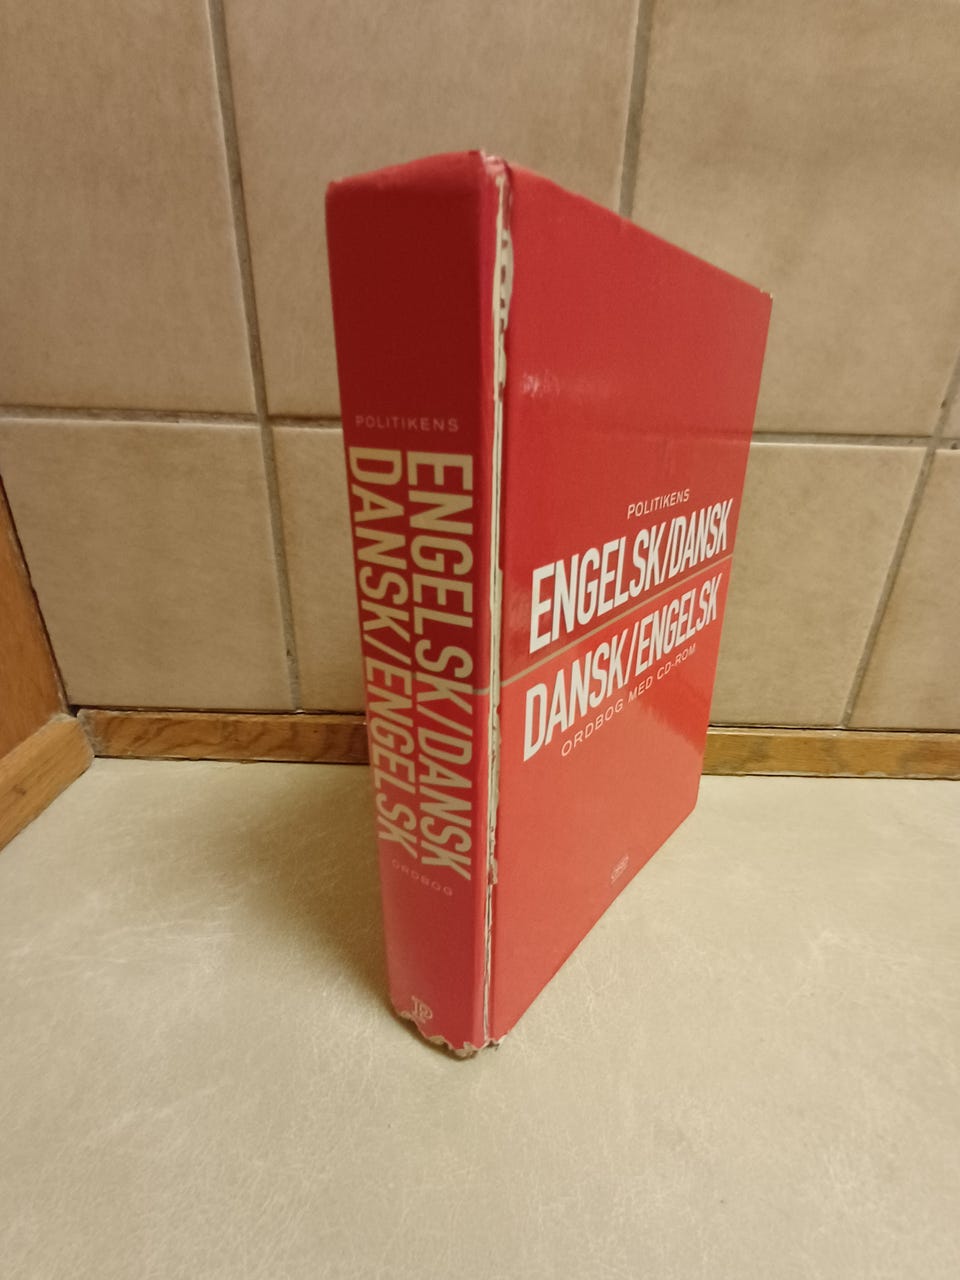 POLITIKENS
ENGELSK/DANSK
DANSK/ENGELSK
ORDBOG
POLITIKENS
ENGELSK/DANSK
DANSK/ENGELSK
ORDBOG MED CD-ROM